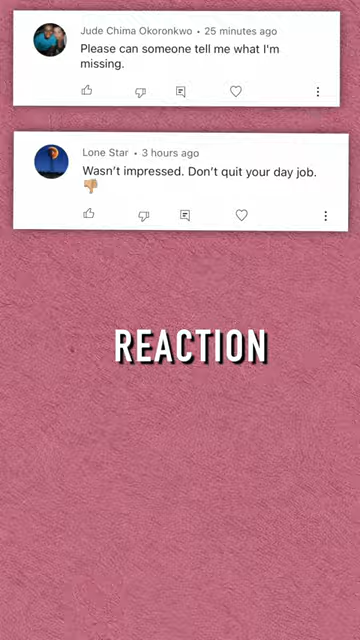 Jude Chima Okoronkwo • 25 minutes ago
Please can someone tell me what I'm
missing.
Lone Star • 3 hours ago
Wasn't impressed. Don't quit your day job.
👎🏼
REACTION